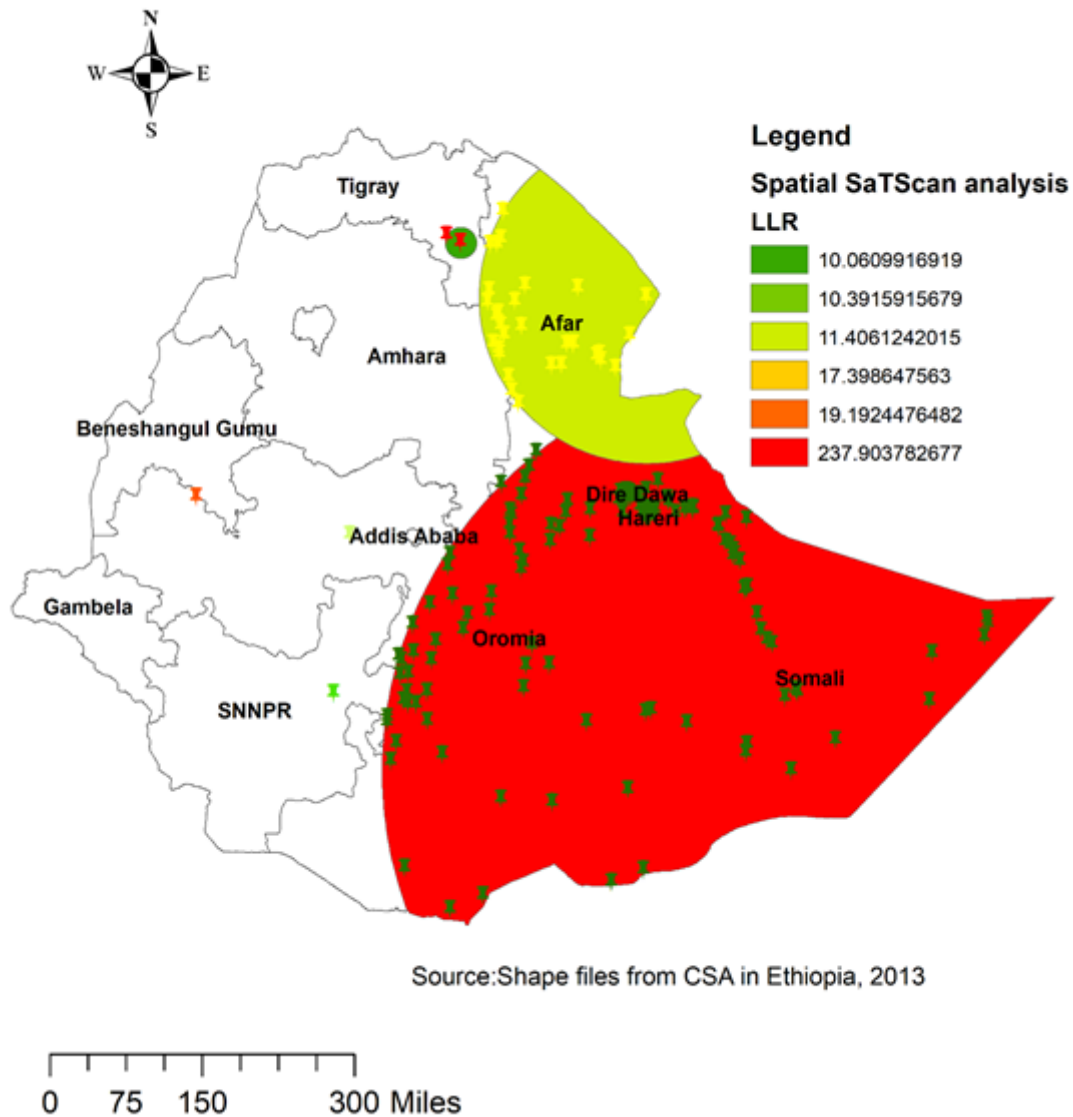 N
W E
S
Legend
Spatial SaTScan analysis
LLR
10.0609916919
10.3915915679
11.4061242015
17.398647563
19.1924476482
237.903782677
Tigray
Afar
Amhara
Beneshangul Gumu
Dire Dawa
Hareri
Addis Ababa
Gambela
Oromia
Somali
SNNPR
Source:Shape files from CSA in Ethiopia, 2013
0 75 150 300 Miles